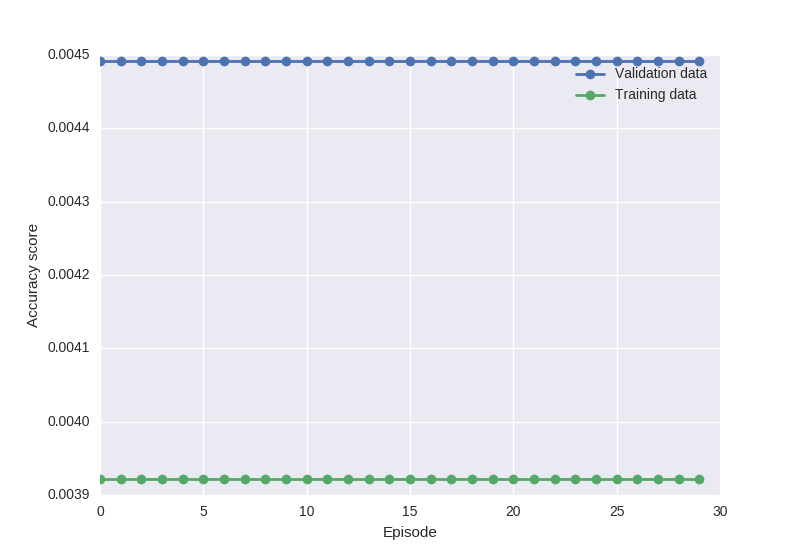 0.0045
0.0044
0.0043
0.0042
0.0041
0.0040
0.0039
Accuracy score
Validation data
Training data
0 5 10 15 20 25 30
Episode